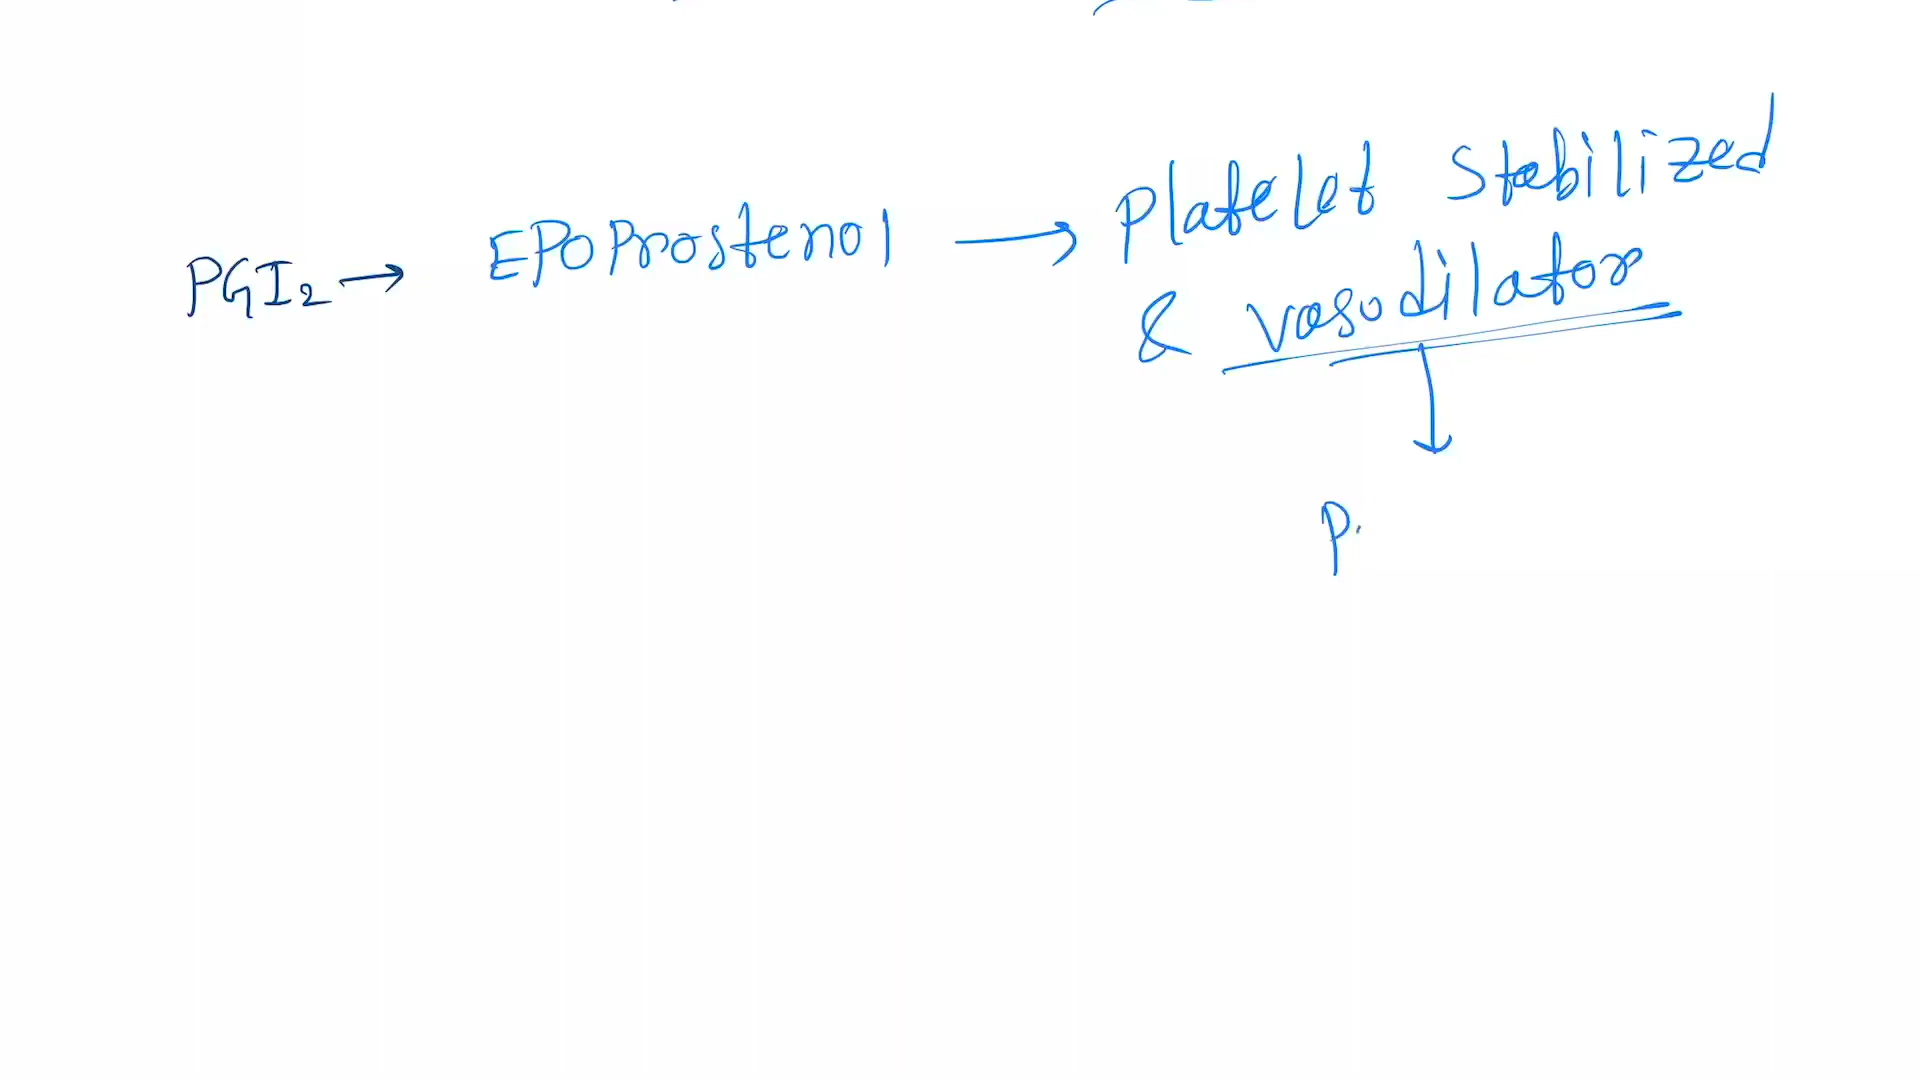 PGI₂ → EPOProstenol → Platelet Stabilized
& vasodilator
↓
P